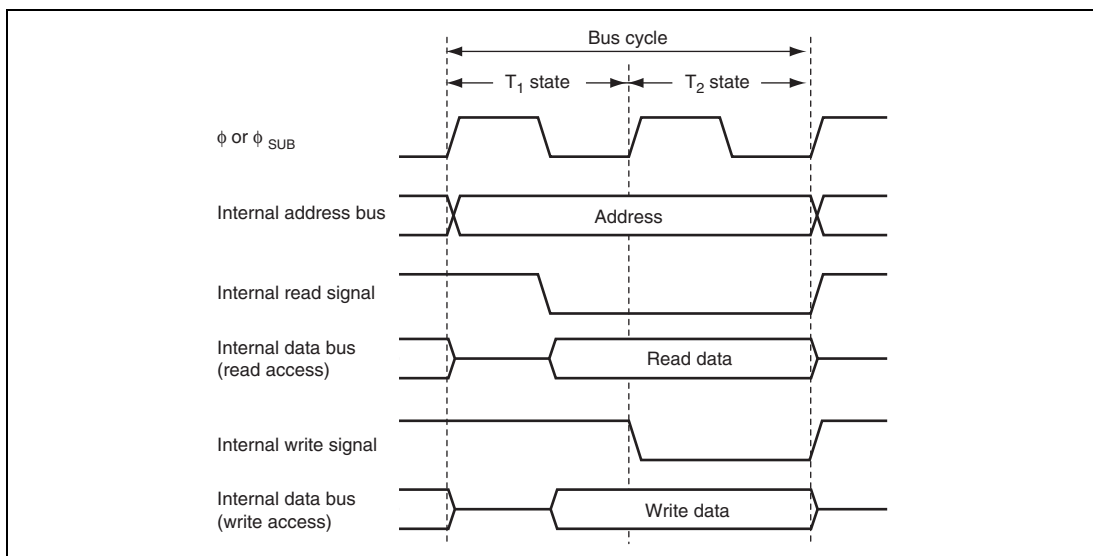 Bus cycle
T₁ state
T₂ state
ϕ or ϕ SUB
Internal address bus
Address
Internal read signal
Internal data bus
(read access)
Read data
Internal write signal
Internal data bus
(write access)
Write data